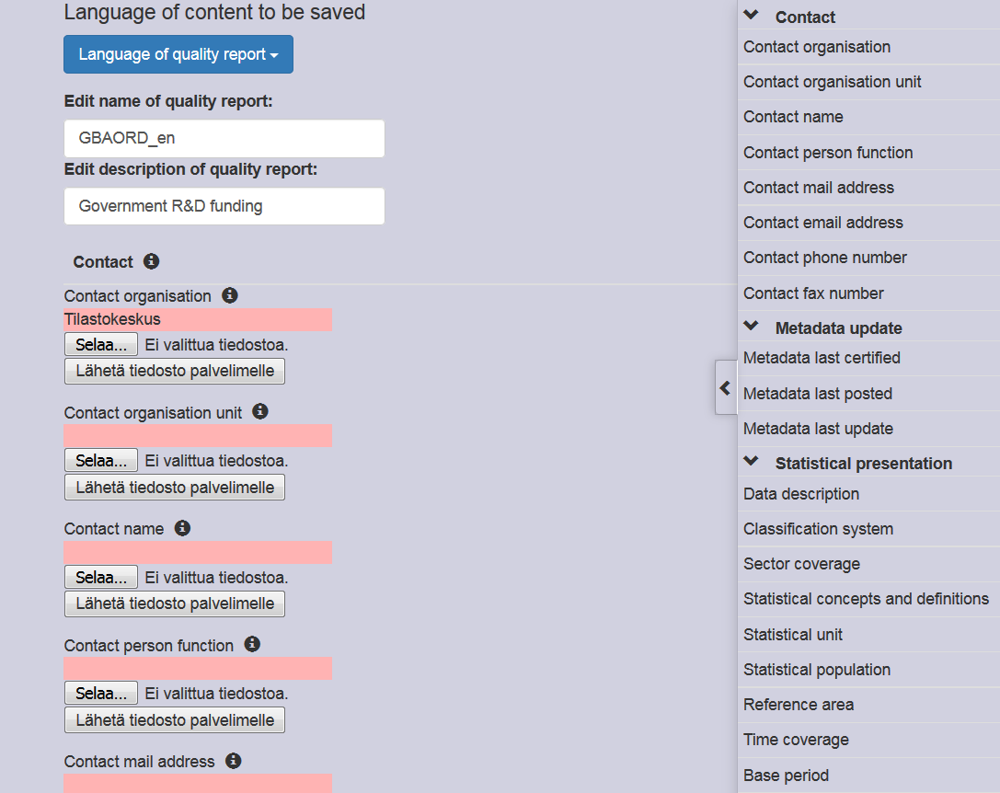 Language of content to be saved
Language of quality report
Edit name of quality report:
GBAORD_en
Edit description of quality report:
Government R&D funding
Contact
Contact organisation
Tilastokeskus
Selaa... Ei valittua tiedostoa.
Lähetä tiedosto palvelimelle
Contact organisation unit
Selaa... Ei valittua tiedostoa.
Lähetä tiedosto palvelimelle
Contact name
Selaa... Ei valittua tiedostoa.
Lähetä tiedosto palvelimelle
Contact person function
Selaa... Ei valittua tiedostoa.
Lähetä tiedosto palvelimelle
Contact mail address
Contact
Contact organisation
Contact organisation unit
Contact name
Contact person function
Contact mail address
Contact email address
Contact phone number
Contact fax number
Metadata update
Metadata last certified
Metadata last posted
Metadata last update
Statistical presentation
Data description
Classification system
Sector coverage
Statistical concepts and definitions
Statistical unit
Statistical population
Reference area
Time coverage
Base period